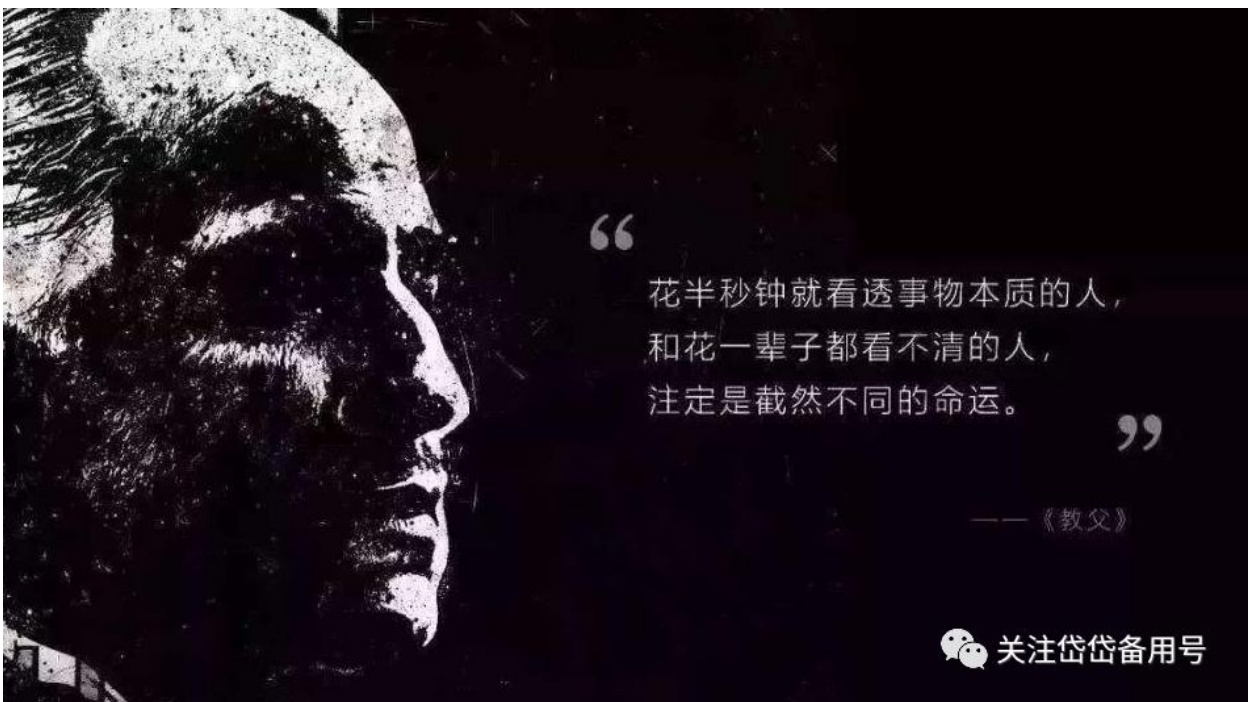 “
花半秒钟就看透事物本质的人，
和花一辈子都看不清的人，
注定是截然不同的命运。
”
——《教父》
关注岱岱备用号